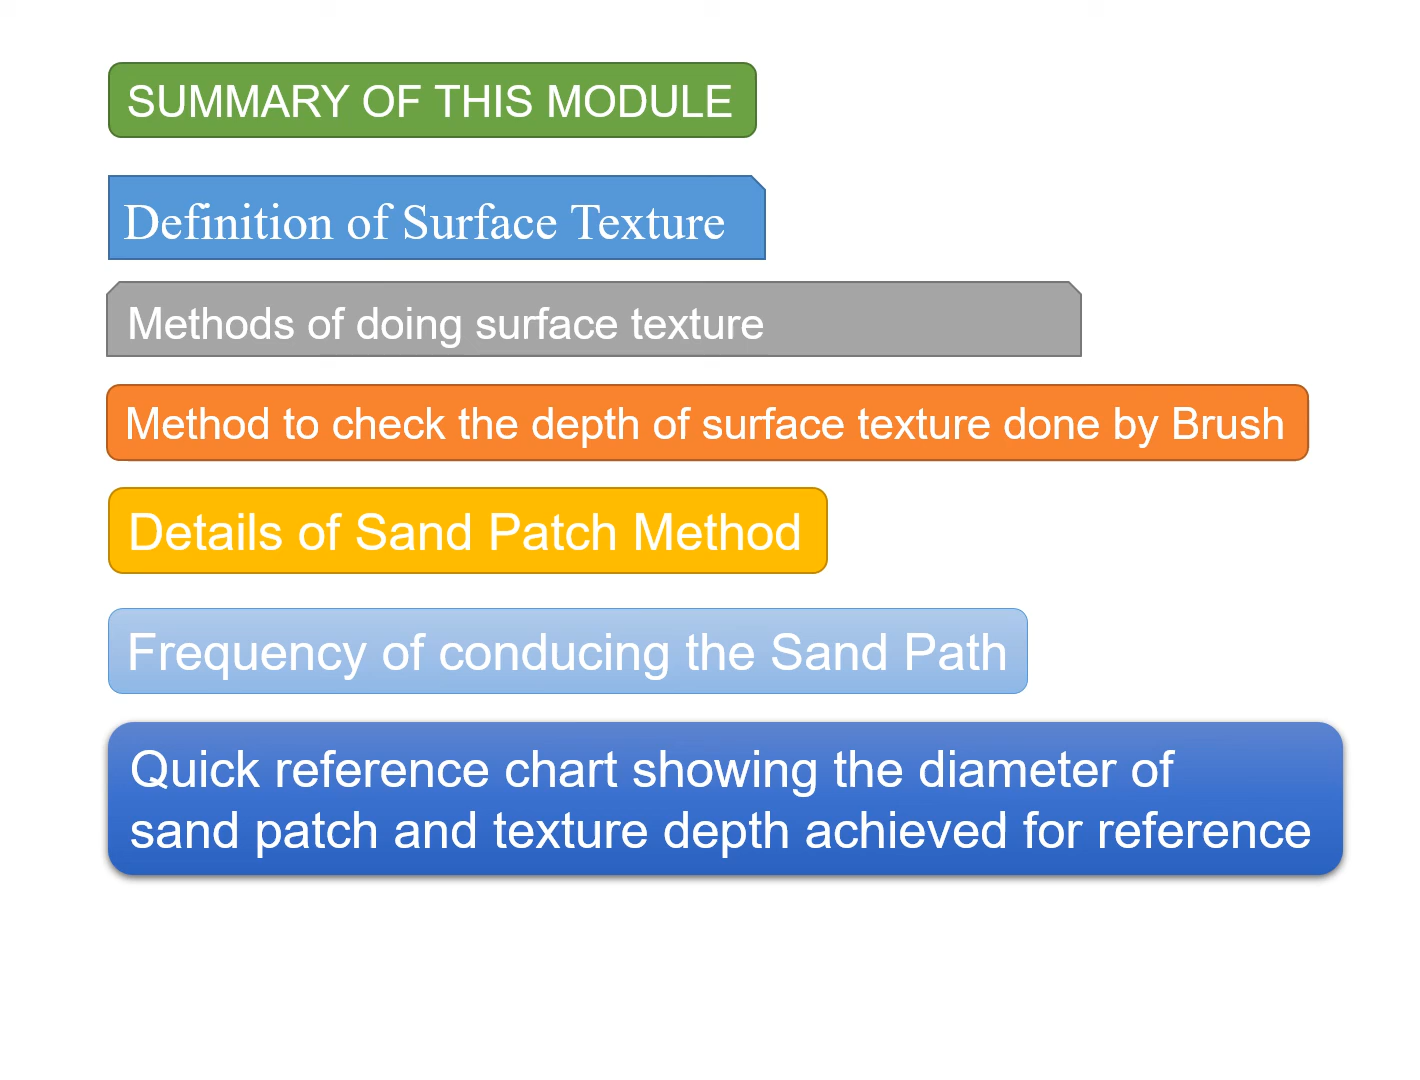 SUMMARY OF THIS MODULE
Definition of Surface Texture
Methods of doing surface texture
Method to check the depth of surface texture done by Brush
Details of Sand Patch Method
Frequency of conducing the Sand Path
Quick reference chart showing the diameter of
sand patch and texture depth achieved for reference